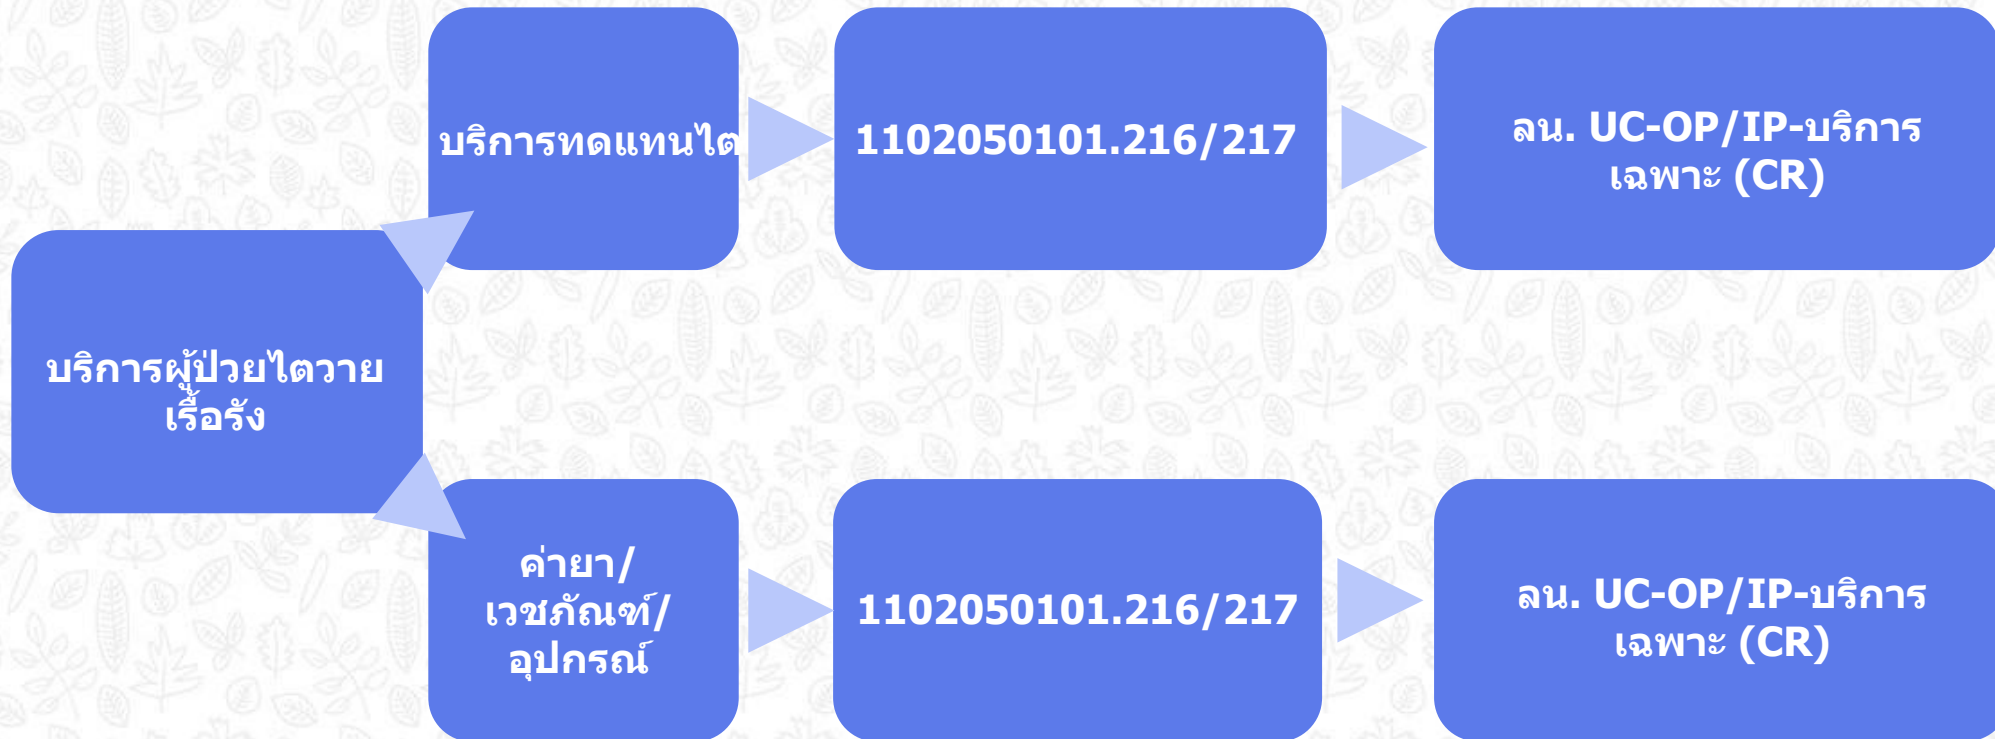 บริการทดแทนไต
1102050101.216/217
ลน. UC-OP/IP-บริการ
เฉพาะ (CR)
บริการผู้ป่วยไตวาย
เรื้อรัง
ค่ายา/
เวชภัณฑ์/
อุปกรณ์
1102050101.216/217
ลน. UC-OP/IP-บริการ
เฉพาะ (CR)